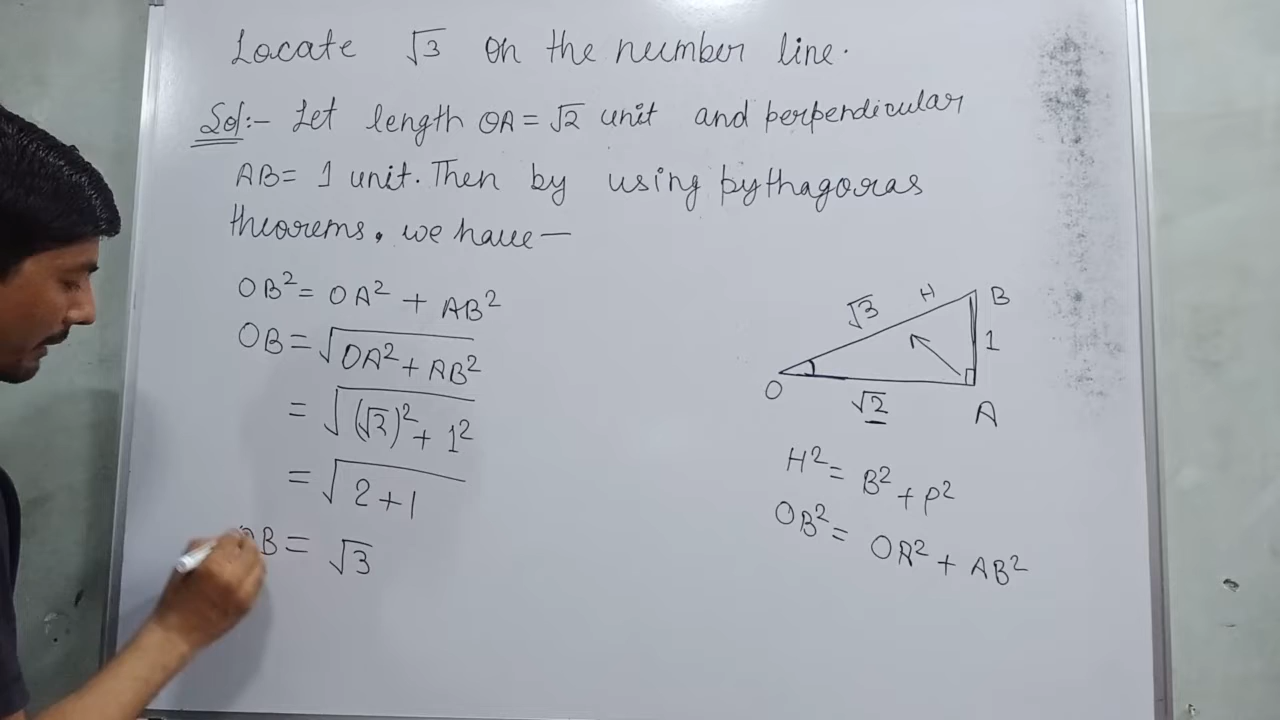 Locate √3 on the number line.
Sol:- Let length OA = √2 unit and perpendicular
AB = 1 unit. Then by using pythagoras
theorems, we have —
OB² = OA² + AB²
OB = √(OA² + AB²)
= √((√2)² + 1²)
= √(2+1)
OB = √3
√3 H B
1
O √2 A
H² = B² + P²
OB² = OA² + AB²